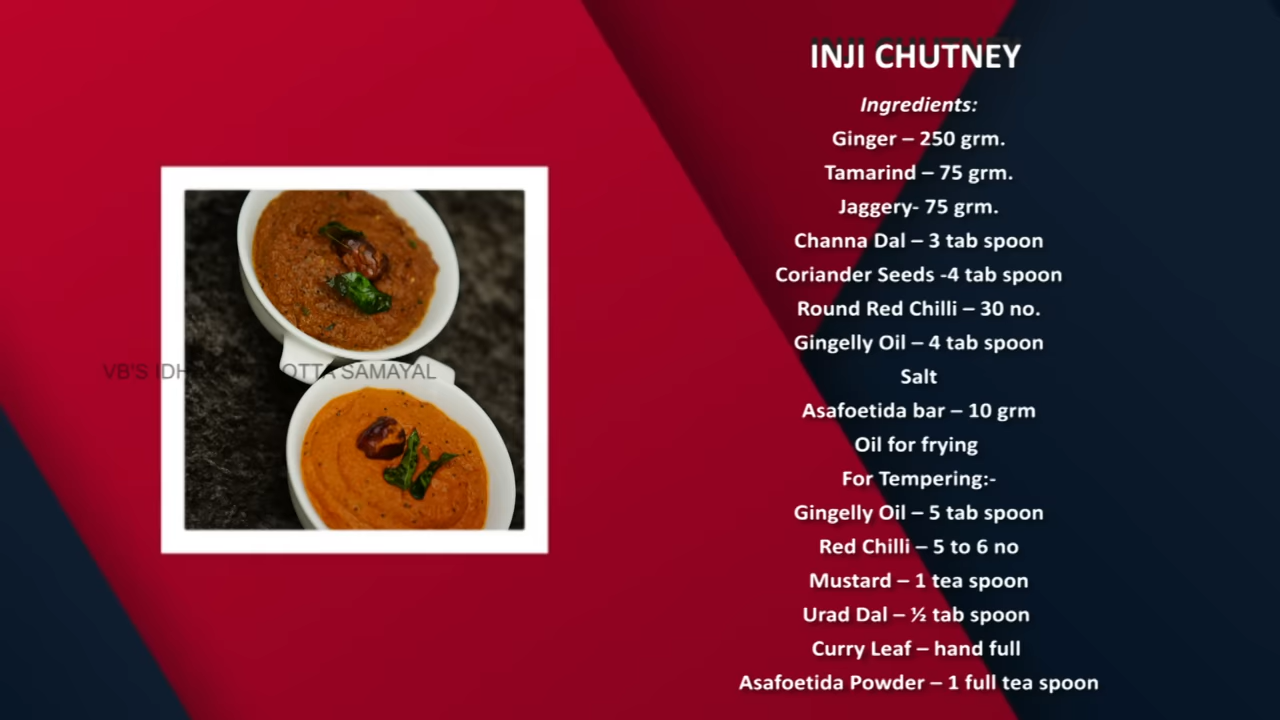 INJI CHUTNEY
Ingredients:
Ginger – 250 grm.
Tamarind – 75 grm.
Jaggery- 75 grm.
Channa Dal – 3 tab spoon
Coriander Seeds -4 tab spoon
Round Red Chilli – 30 no.
Gingelly Oil – 4 tab spoon
Salt
Asafoetida bar – 10 grm
Oil for frying
For Tempering:-
Gingelly Oil – 5 tab spoon
Red Chilli – 5 to 6 no
Mustard – 1 tea spoon
Urad Dal – ½ tab spoon
Curry Leaf – hand full
Asafoetida Powder – 1 full tea spoon
VB'S SAMAYAL